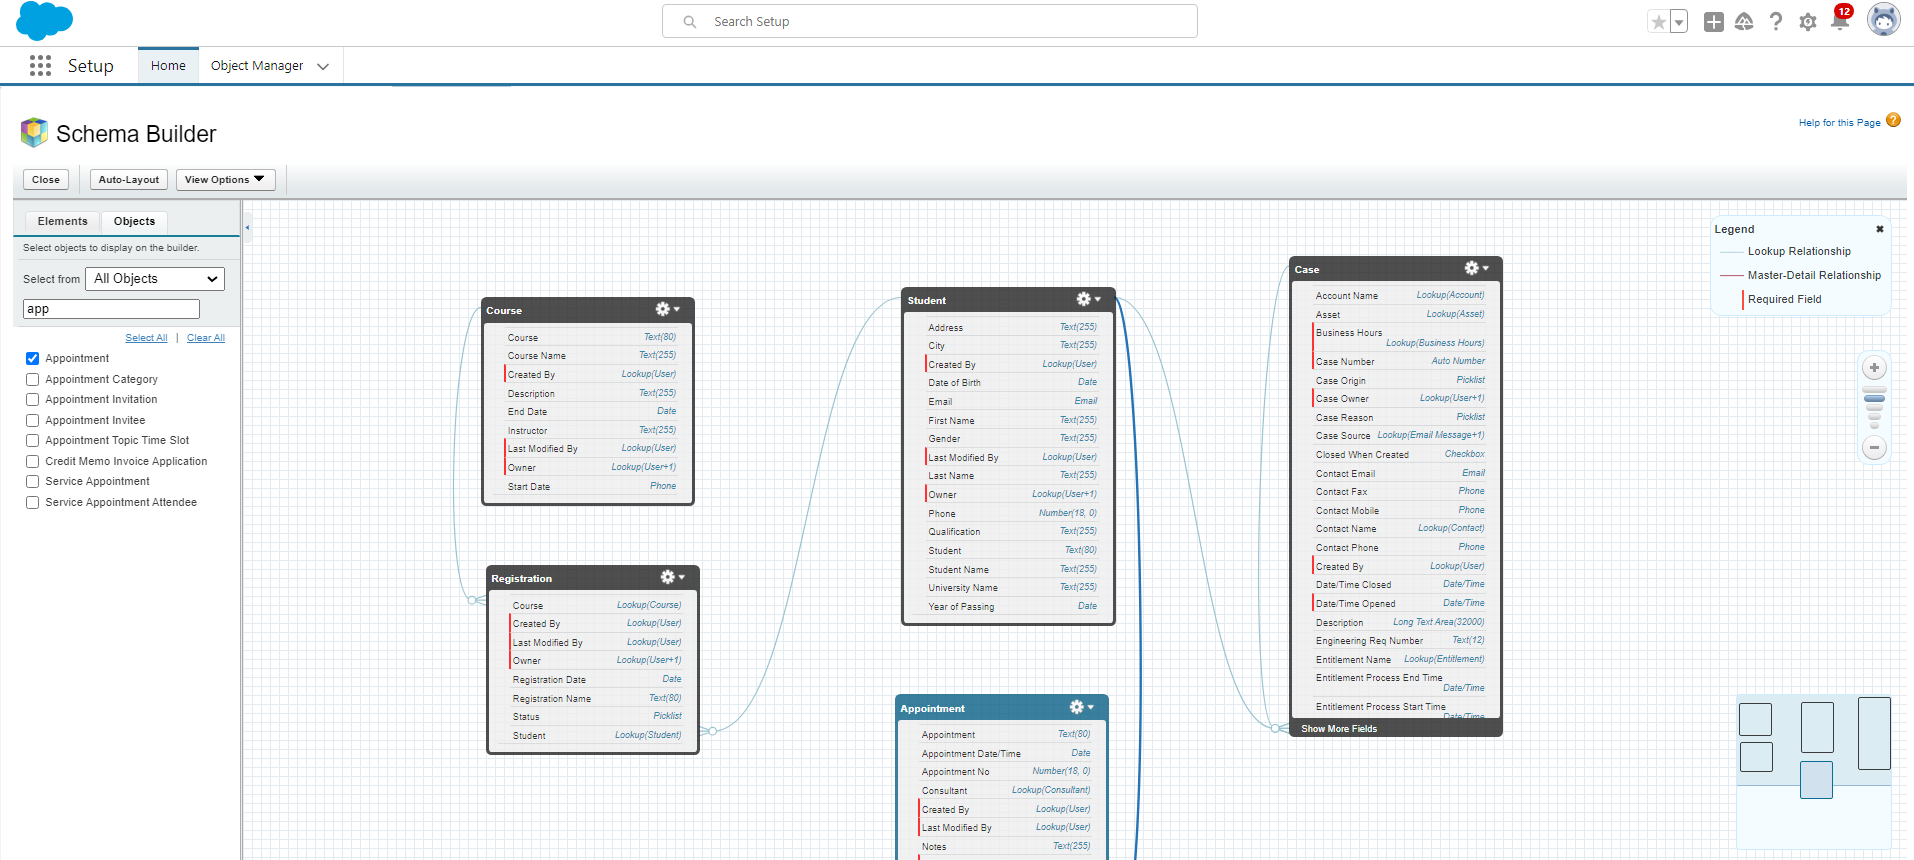 Search Setup
12
Setup
Home
Object Manager
Schema Builder
Help for this Page ?
Close
Auto-Layout
View Options
Elements
Objects
Select objects to display on the builder.
Select from All Objects
app
Select All | Clear All
Appointment
Appointment Category
Appointment Invitation
Appointment Invitee
Appointment Topic Time Slot
Credit Memo Invoice Application
Service Appointment
Service Appointment Attendee
Course
Course Text(80)
Course Name Text(255)
Created By Lookup(User)
Description Text(255)
End Date Date
Instructor Text(255)
Last Modified By Lookup(User)
Owner Lookup(User+1)
Start Date Phone
Registration
Course Lookup(Course)
Created By Lookup(User)
Last Modified By Lookup(User)
Owner Lookup(User+1)
Registration Date Date
Registration Name Text(80)
Status Picklist
Student Lookup(Student)
Student
Address Text(255)
City Text(255)
Created By Lookup(User)
Date of Birth Date
Email Email
First Name Text(255)
Gender Text(255)
Last Modified By Lookup(User)
Last Name Text(255)
Owner Lookup(User+1)
Phone Number(18, 0)
Qualification Text(255)
Student Text(80)
Student Name Text(255)
University Name Text(255)
Year of Passing Date
Appointment
Appointment Text(80)
Appointment Date/Time Date
Appointment No Number(18, 0)
Consultant Lookup(Consultant)
Created By Lookup(User)
Last Modified By Lookup(User)
Notes Text(255)
Case
Account Name Lookup(Account)
Asset Lookup(Asset)
Business Hours
Lookup(Business Hours)
Case Number Auto Number
Case Origin Picklist
Case Owner Lookup(User+1)
Case Reason Picklist
Case Source Lookup(Email Message+1)
Closed When Created Checkbox
Contact Email Email
Contact Fax Phone
Contact Mobile Phone
Contact Name Lookup(Contact)
Contact Phone Phone
Created By Lookup(User)
Date/Time Closed Date/Time
Date/Time Opened Date/Time
Description Long Text Area(32000)
Engineering Req Number Text(12)
Entitlement Name Lookup(Entitlement)
Entitlement Process End Time
Date/Time
Entitlement Process Start Time
Date/Time
Show More Fields
Legend
Lookup Relationship
Master-Detail Relationship
Required Field